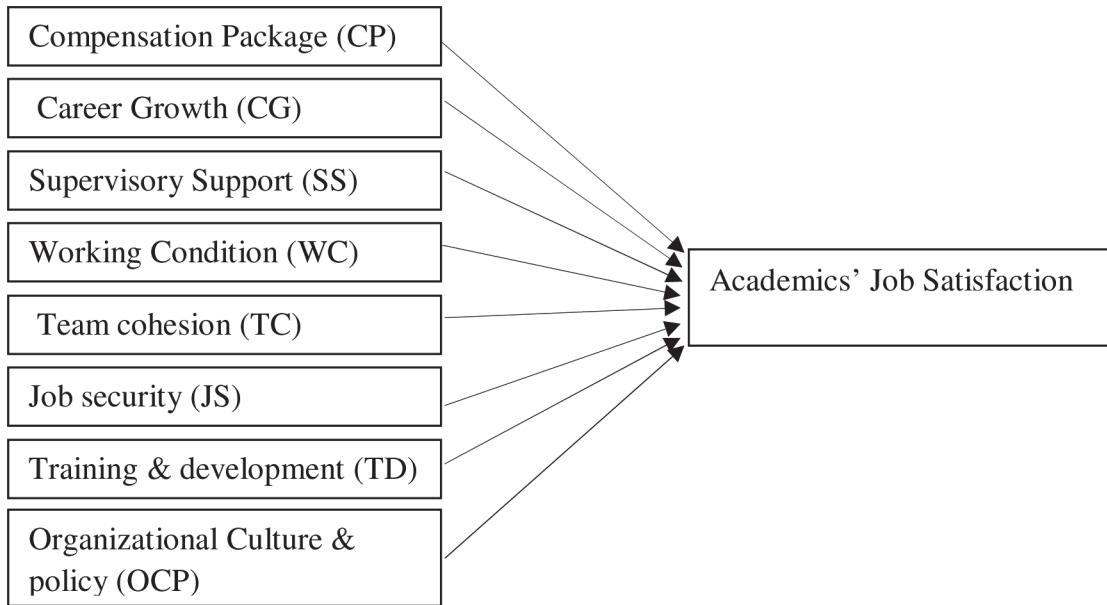 Compensation Package (CP)
Career Growth (CG)
Supervisory Support (SS)
Working Condition (WC)
Team cohesion (TC)
Job security (JS)
Training & development (TD)
Organizational Culture &
policy (OCP)
Academics’ Job Satisfaction